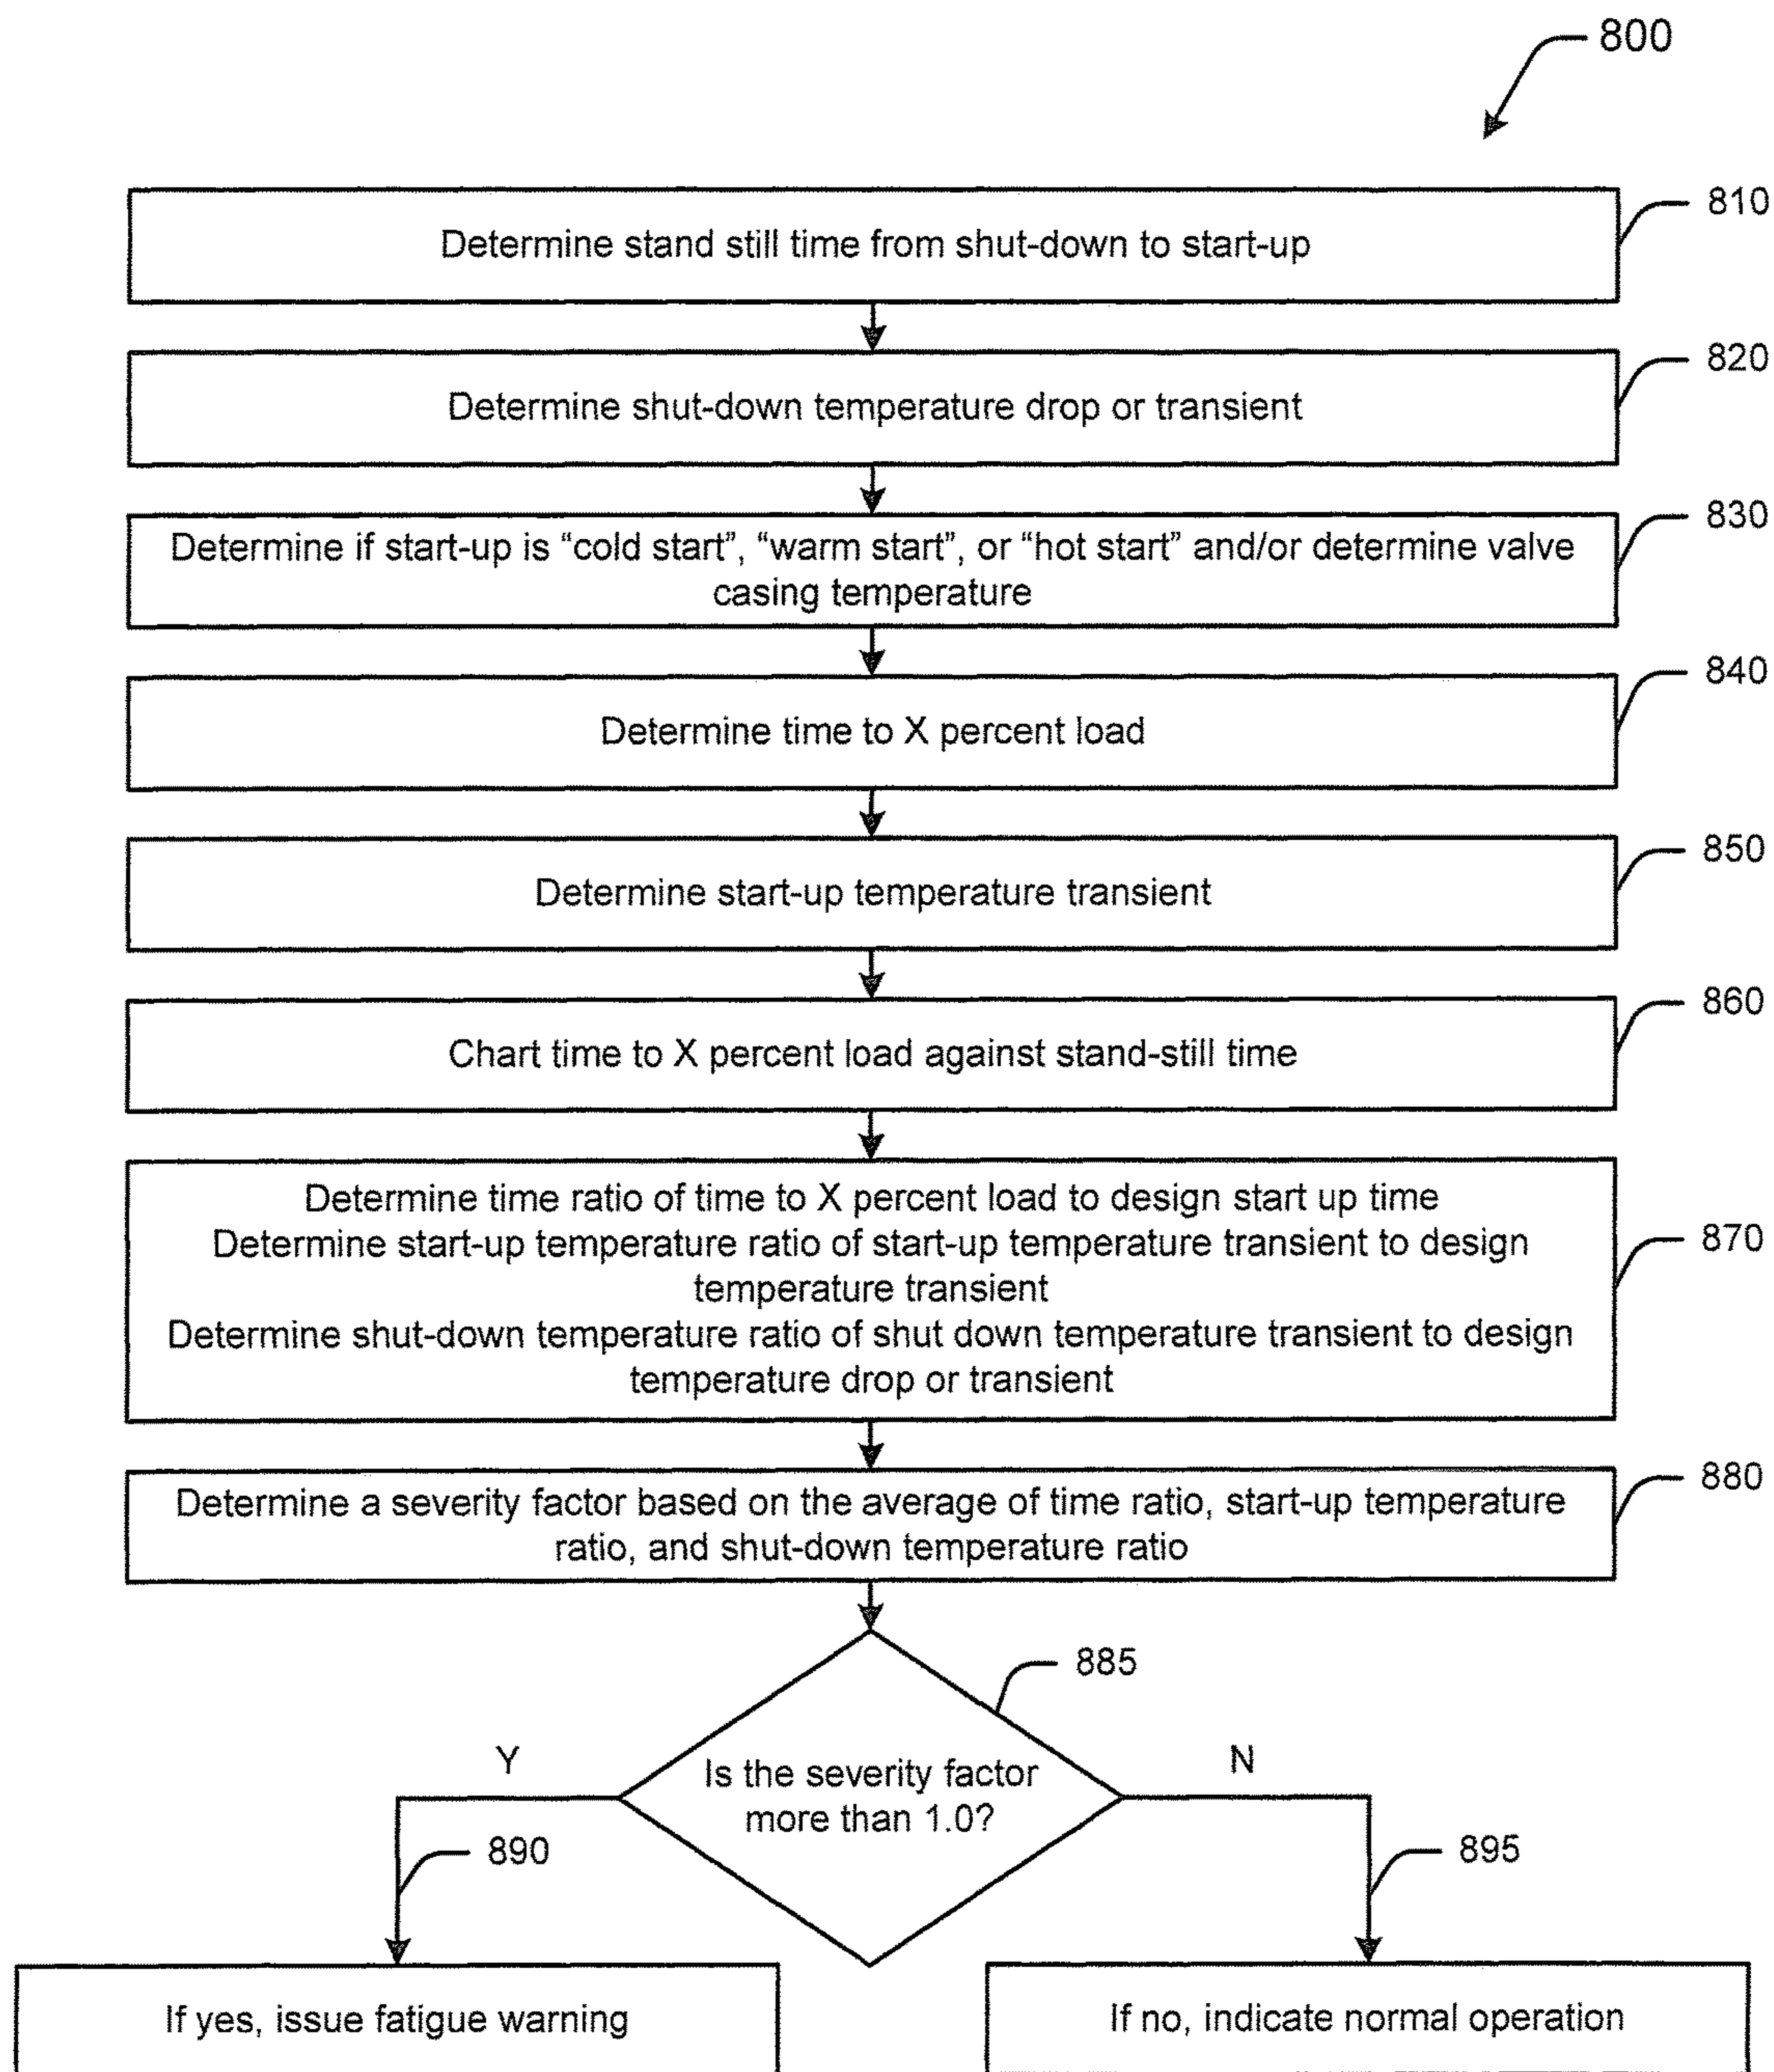 800
810
Determine stand still time from shut-down to start-up
820
Determine shut-down temperature drop or transient
830
Determine if start-up is “cold start”, “warm start”, or “hot start” and/or determine valve
casing temperature
840
Determine time to X percent load
850
Determine start-up temperature transient
860
Chart time to X percent load against stand-still time
Determine time ratio of time to X percent load to design start up time
Determine start-up temperature ratio of start-up temperature transient to design
870
temperature transient
Determine shut-down temperature ratio of shut down temperature transient to design
temperature drop or transient
880
Determine a severity factor based on the average of time ratio, start-up temperature
ratio, and shut-down temperature ratio
885
Y
Is the severity factor
more than 1.0?
N
890
895
If yes, issue fatigue warning
If no, indicate normal operation